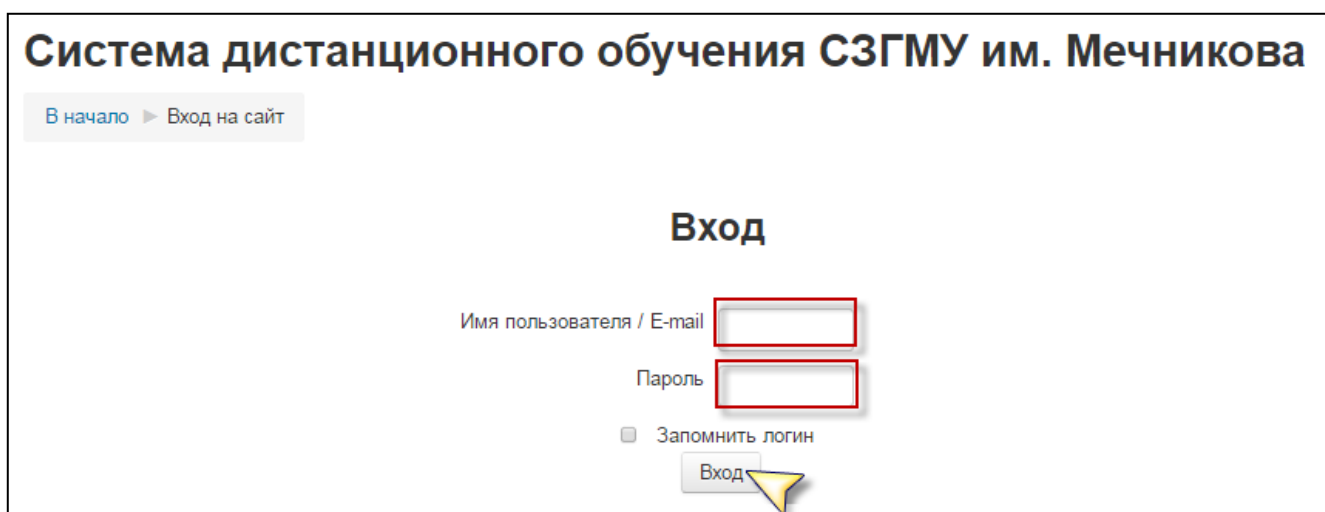 Система дистанционного обучения СЗГМУ им. Мечникова
В начало ► Вход на сайт
Вход
Имя пользователя / E-mail
Пароль
Запомнить логин
Вход